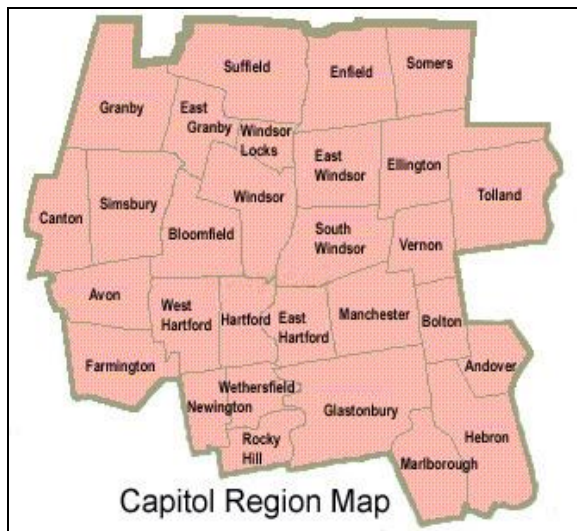 Suffield
Enfield
Somers
Granby
East
Granby
Windsor
Locks
East
Windsor
Ellington
Tolland
Canton
Simsbury
Windsor
Bloomfield
South
Windsor
Vernon
Avon
West
Hartford
Hartford
East
Hartford
Manchester
Bolton
Farmington
Andover
Wethersfield
Newington
Glastonbury
Rocky
Hill
Hebron
Marlborough
Capitol Region Map